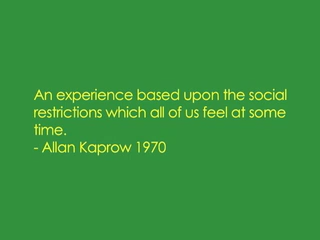 An experience based upon the social
restrictions which all of us feel at some
time.
- Allan Kaprow 1970